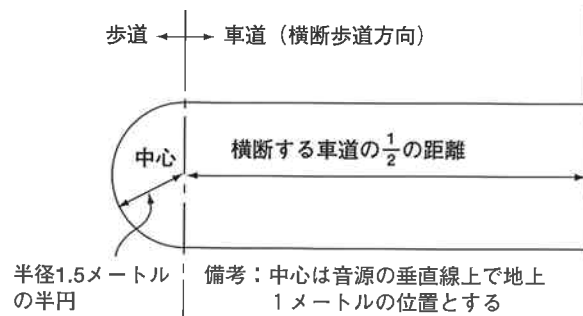 歩道 車道（横断歩道方向）
中心
横断する車道の1/2の距離
半径1.5メートル
の半円
備考：中心は音源の垂直線上で地上
1メートルの位置とする